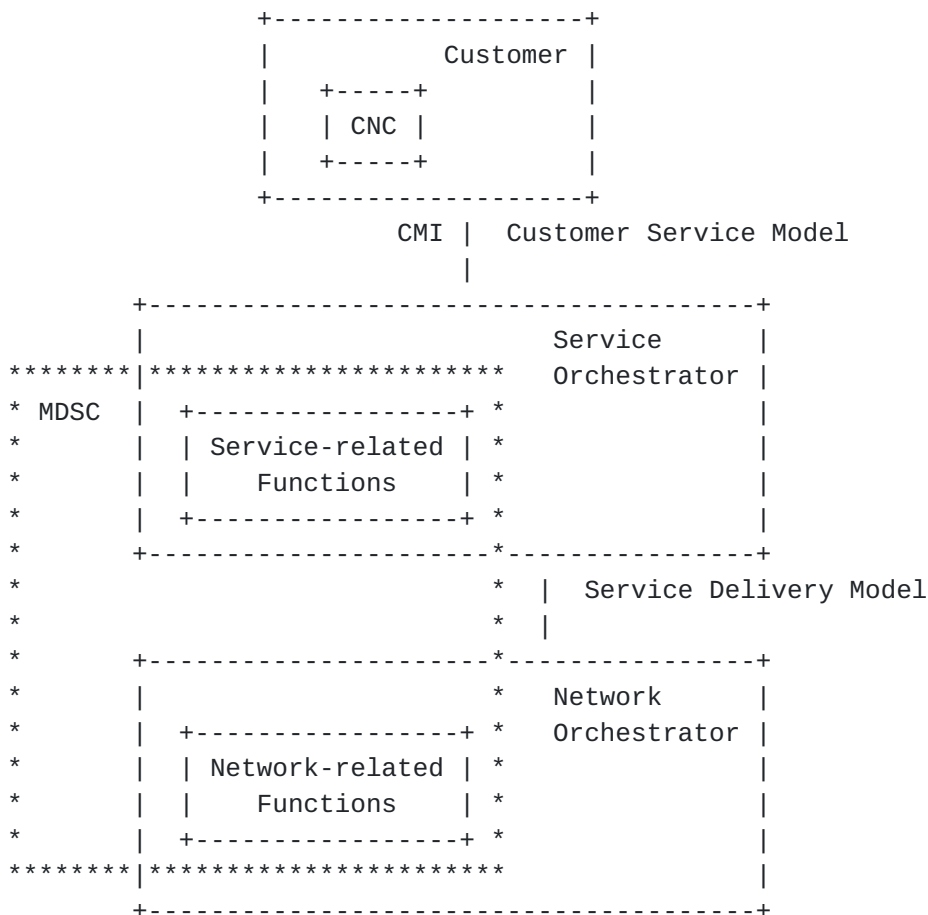 Customer
CNC
CMI | Customer Service Model
Service
Orchestrator
MDSC
Service-related
Functions
Service Delivery Model
Network
Orchestrator
Network-related
Functions